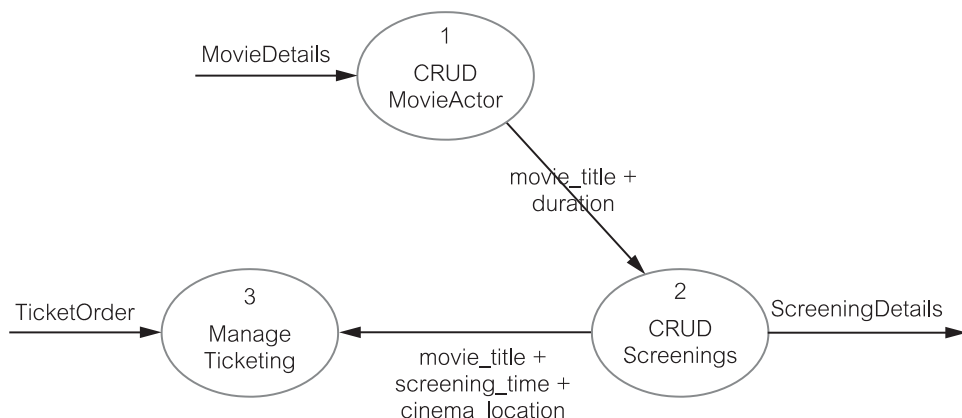 MovieDetails
1
CRUD
MovieActor
movie_title +
duration
TicketOrder
3
Manage
Ticketing
movie_title +
screening_time +
cinema_location
2
CRUD
Screenings
ScreeningDetails